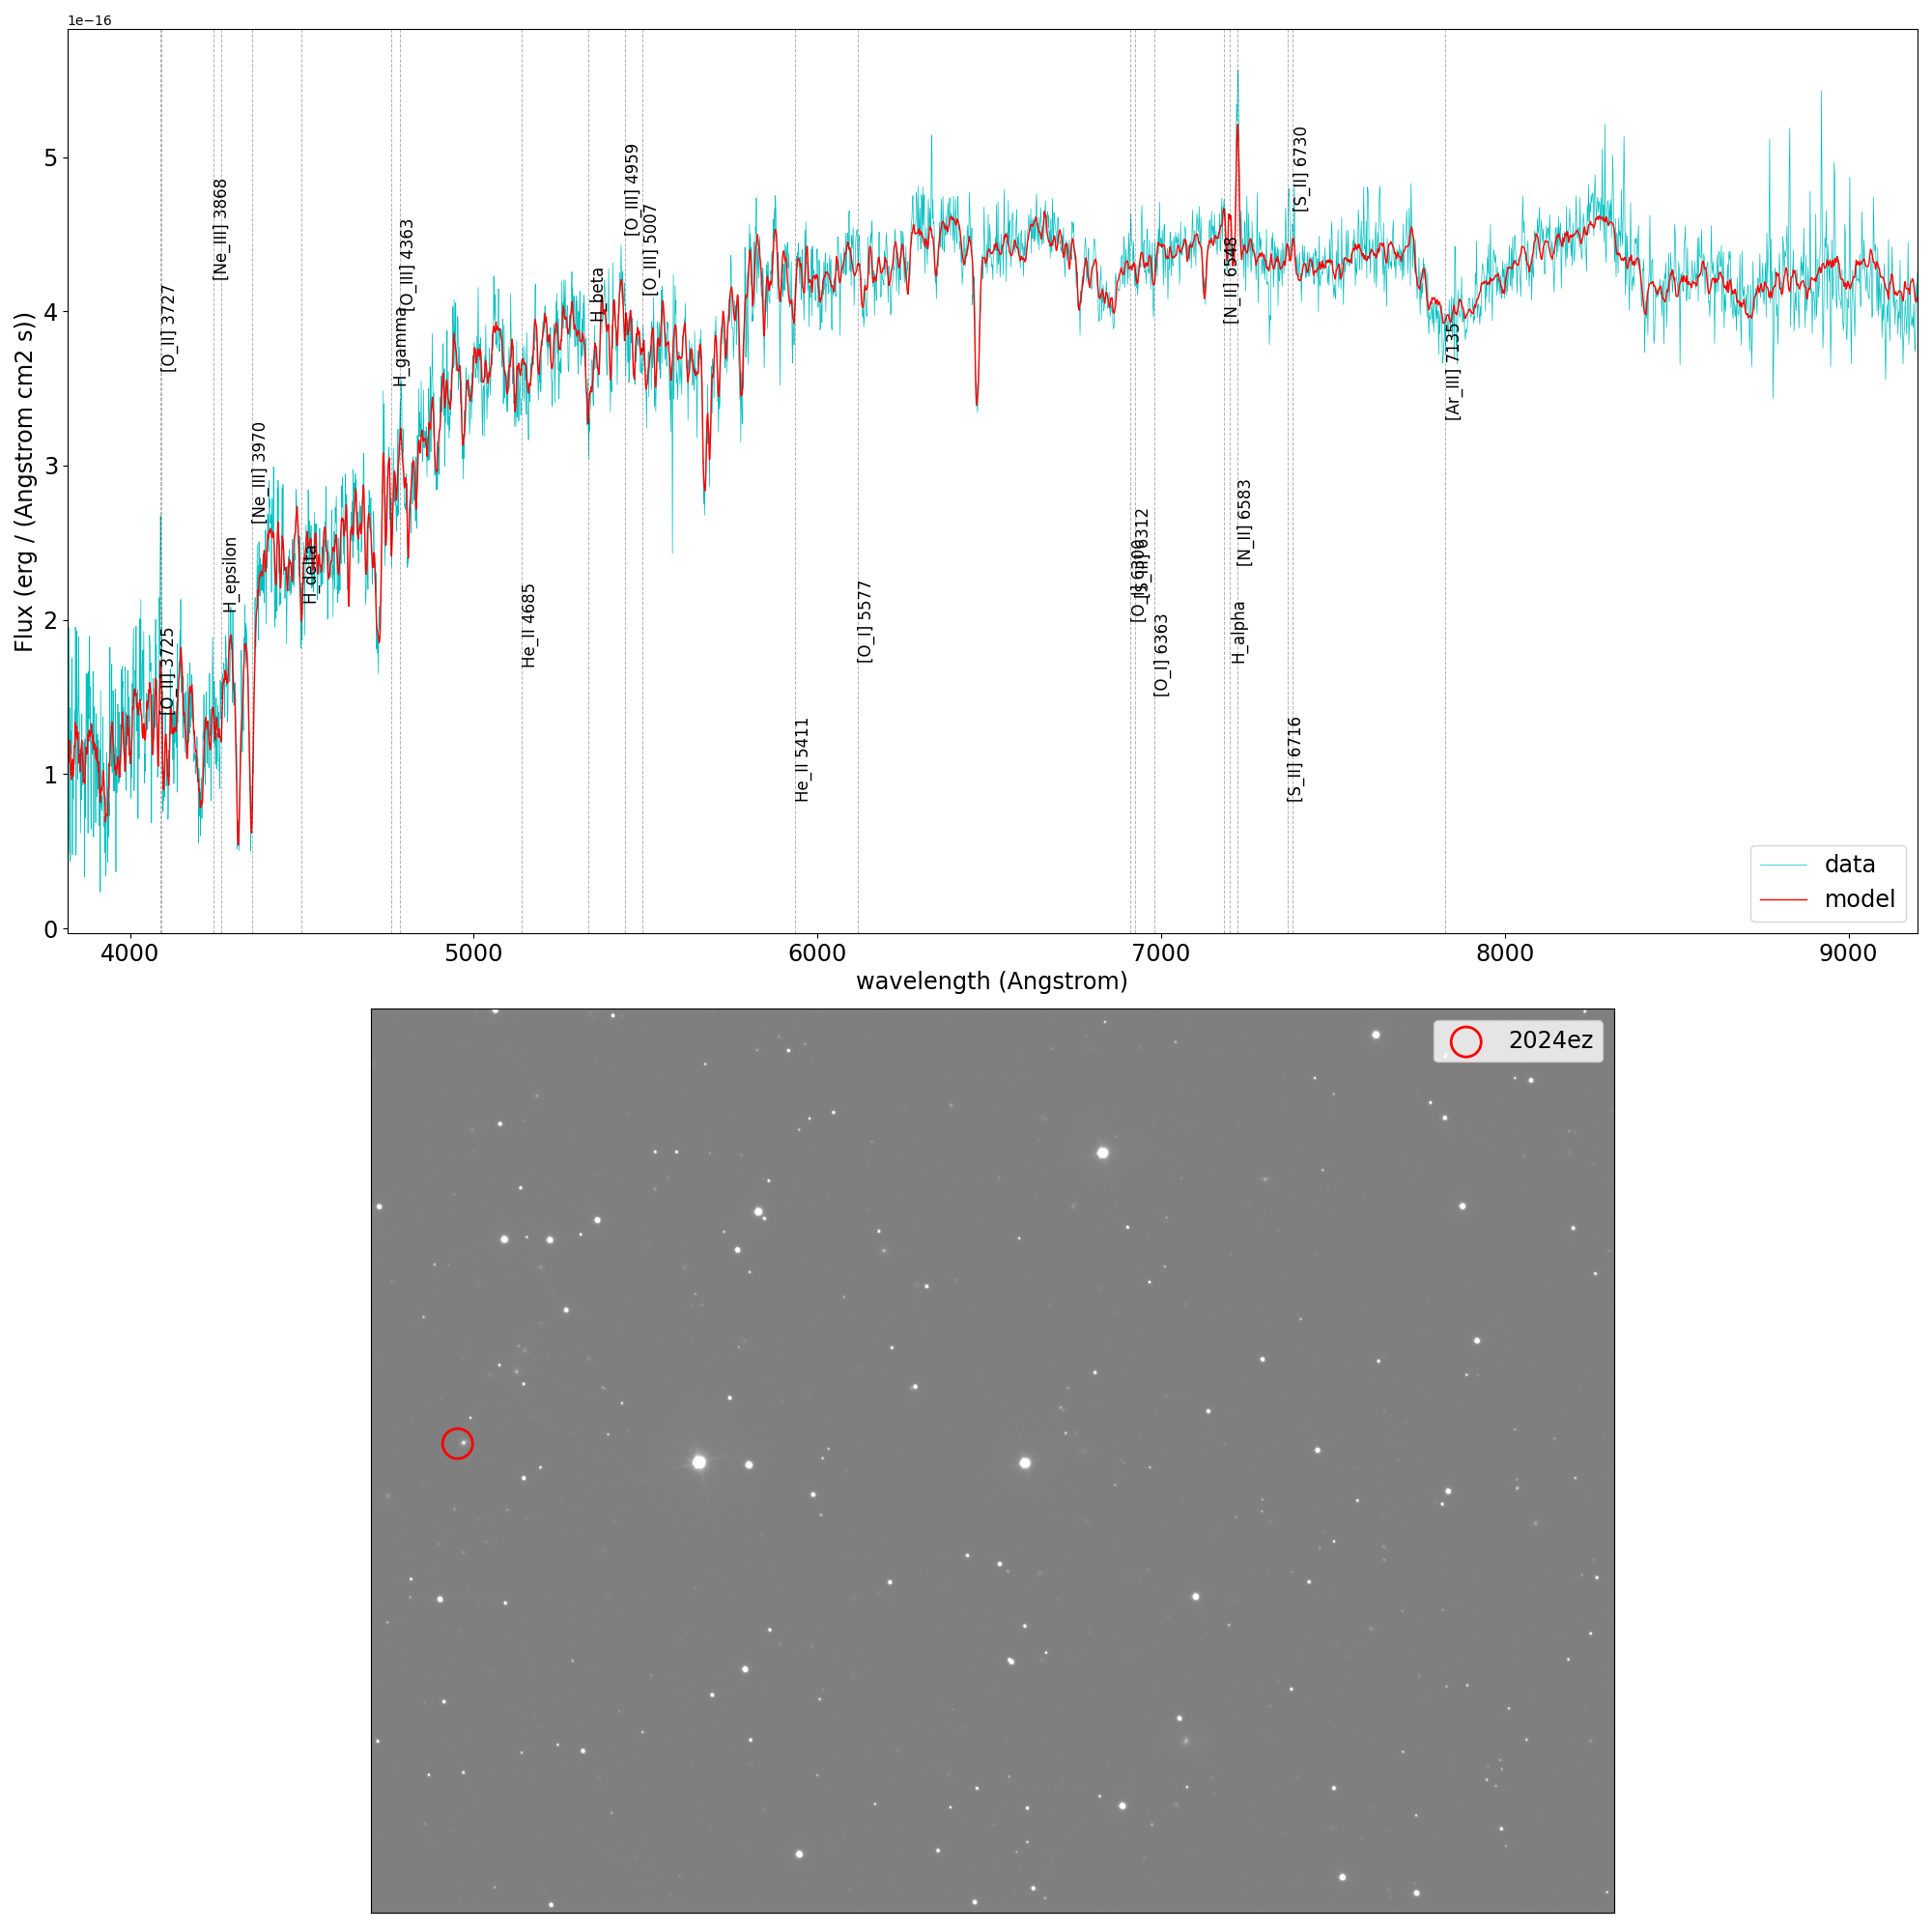 1e−16
Flux (erg / (Angstrom cm2 s))
5
4
3
2
1
0
[O_II] 3727
[O_II] 3725
[Ne_III] 3868
H_epsilon
[Ne_III] 3970
H_delta
H_gamma
[O_III] 4363
He_II 4685
H_beta
[O_III] 4959
[O_III] 5007
He_II 5411
[O_I] 5577
[O_I] 6300
[S_III] 6312
[O_I] 6363
[N_II] 6548
H_alpha
[N_II] 6583
[S_II] 6716
[S_II] 6730
[Ar_III] 7135
data
model
4000 5000 6000 7000 8000 9000
wavelength (Angstrom)
2024ez